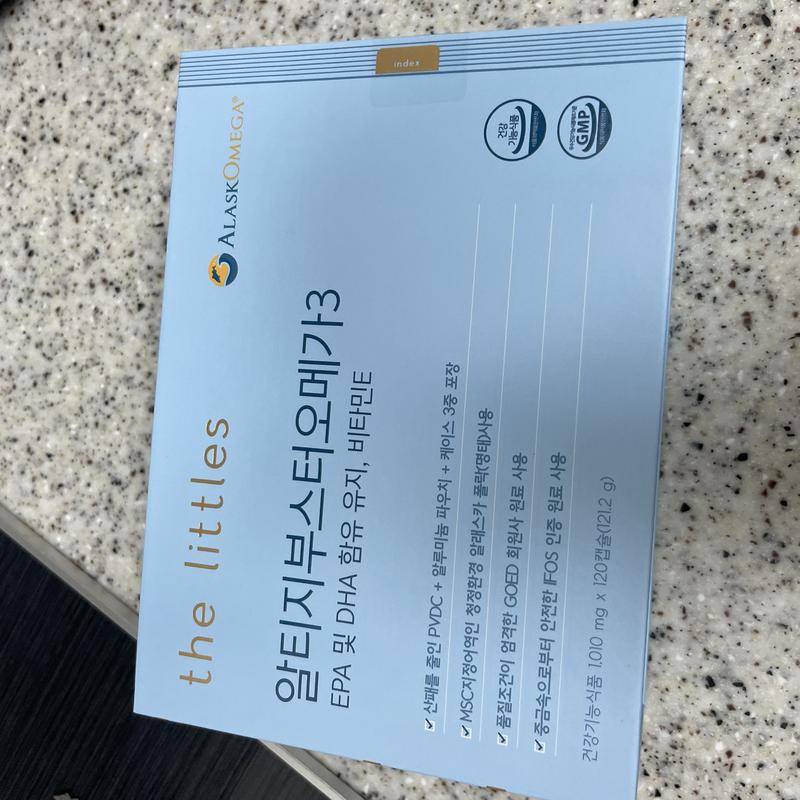 index
the littles
ALASKOMEGA®
알티지부스터오메가3
EPA 및 DHA 함유 유지, 비타민E
산패를 줄인 PVDC + 알루미늄 파우치 + 케이스 3중 포장
MSC지정어역인 청정환경 알래스카 폴락(명태)사용
품질조건이 엄격한 GOED 회원사 원료 사용
중금속으로부터 안전한 IFOS 인증 원료 사용
건강기능식품 1,010 mg x 120캡슐(121.2 g)
건강
기능식품
GMP